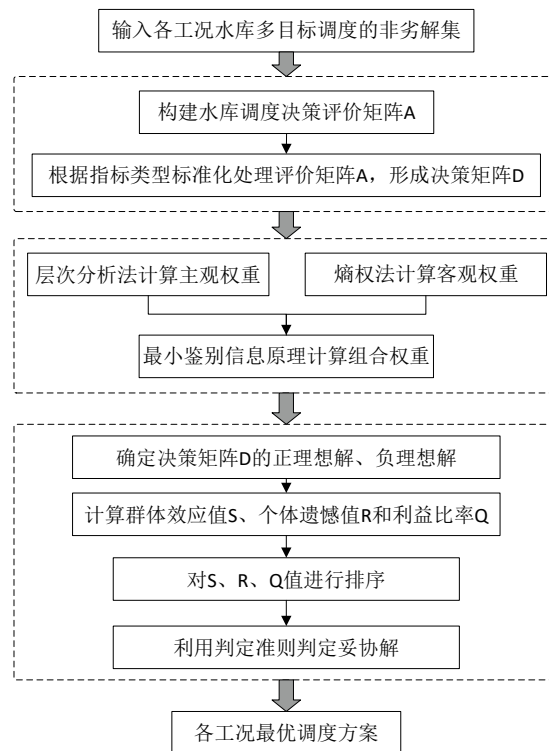 输入各工况水库多目标调度的非劣解集
构建水库调度决策评价矩阵A
根据指标类型标准化处理评价矩阵A，形成决策矩阵D
层次分析法计算主观权重
熵权法计算客观权重
最小鉴别信息原理计算组合权重
确定决策矩阵D的正理想解、负理想解
计算群体效应值S、个体遗憾值R和利益比率Q
对S、R、Q值进行排序
利用判定准则判定妥协解
各工况最优调度方案